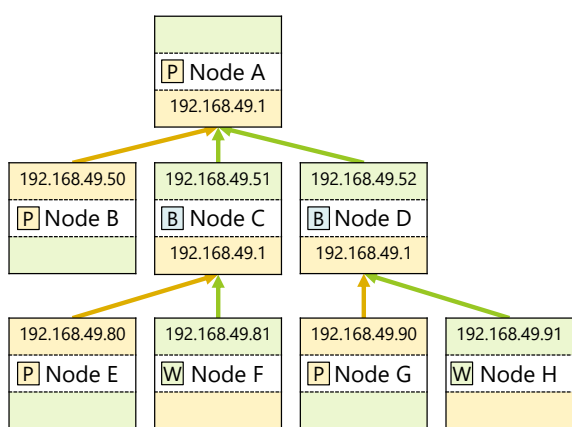 P Node A
192.168.49.1
192.168.49.50 192.168.49.51 192.168.49.52
P Node B B Node C B Node D
192.168.49.1 192.168.49.1
192.168.49.80 192.168.49.81 192.168.49.90 192.168.49.91
P Node E W Node F P Node G W Node H